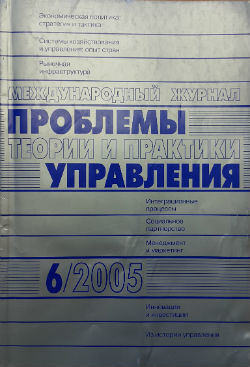 Экономическая политика:
стратегия и тактика
Системы хозяйствования
и управления: опыт стран
Рыночная
инфраструктура
МЕЖДУНАРОДНЫЙ ЖУРНАЛ
ПРОБЛЕМЫ
ТЕОРИИ И ПРАКТИКИ
УПРАВЛЕНИЯ
Интеграционные
процессы
Социальное
партнерство
Менеджмент
и маркетинг
6/2005
Инновации
и инвестиции
Из истории управления